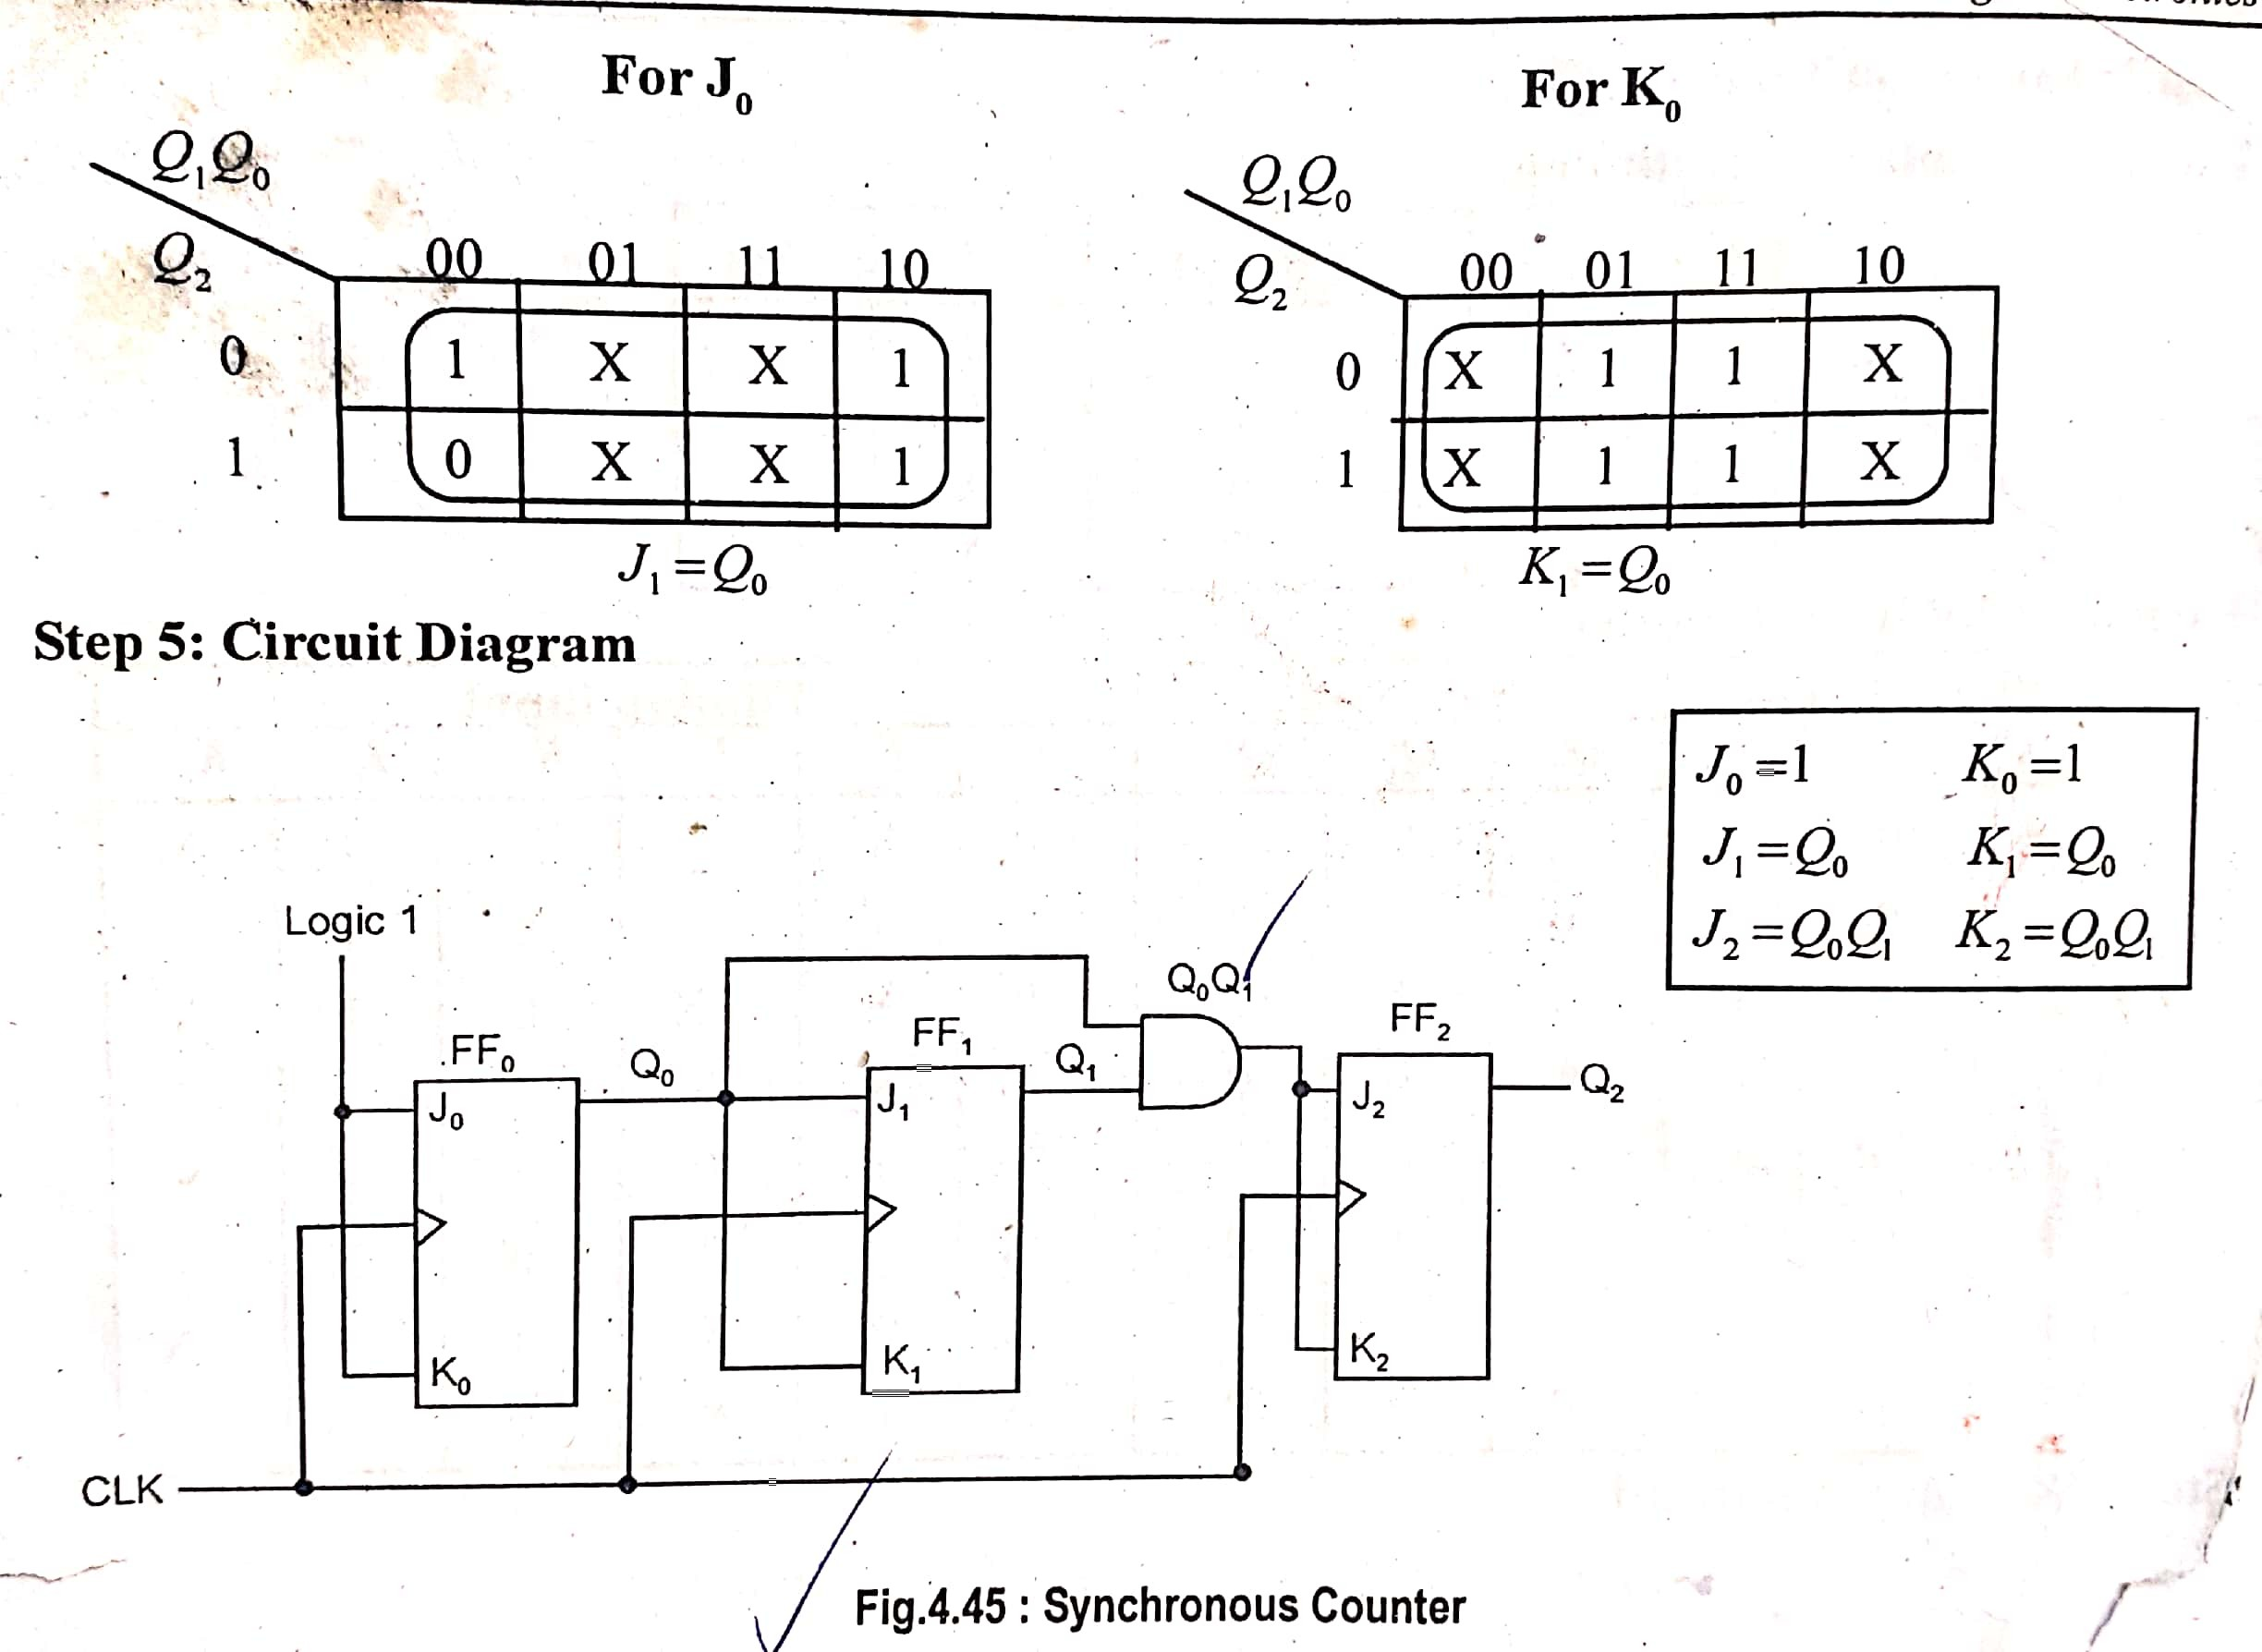 For J₀
For K₀
Q₁Q₀
Q₂
00 01 11 10
0 1 X X 1
1 0 X X 1
J₁ = Q₀
Q₁Q₀
Q₂
00 01 11 10
0 X 1 1 X
1 X 1 1 X
K₁ = Q₀
Step 5: Circuit Diagram
J₀ = 1 K₀ = 1
J₁ = Q₀ K₁ = Q₀
J₂ = Q₀Q₁ K₂ = Q₀Q₁
Logic 1
FF₀
Q₀
FF₁
Q₁
Q₀Q₁
FF₂
J₀
J₁
J₂
Q₂
K₀
K₁
K₂
CLK
Fig.4.45 : Synchronous Counter